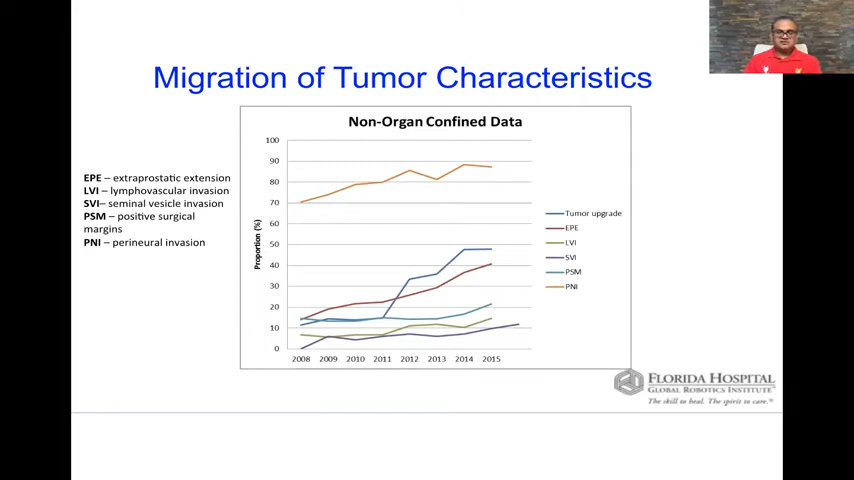 Migration of Tumor Characteristics
Non-Organ Confined Data
EPE – extraprostatic extension
LVI – lymphovascular invasion
SVI– seminal vesicle invasion
PSM – positive surgical
margins
PNI – perineural invasion
Proportion (%)
100
90
80
70
60
50
40
30
20
10
0
2008 2009 2010 2011 2012 2013 2014 2015
Tumor upgrade
EPE
LVI
SVI
PSM
PNI
FLORIDA HOSPITAL
GLOBAL ROBOTICS INSTITUTE
The skill to heal. The spirit to care.®